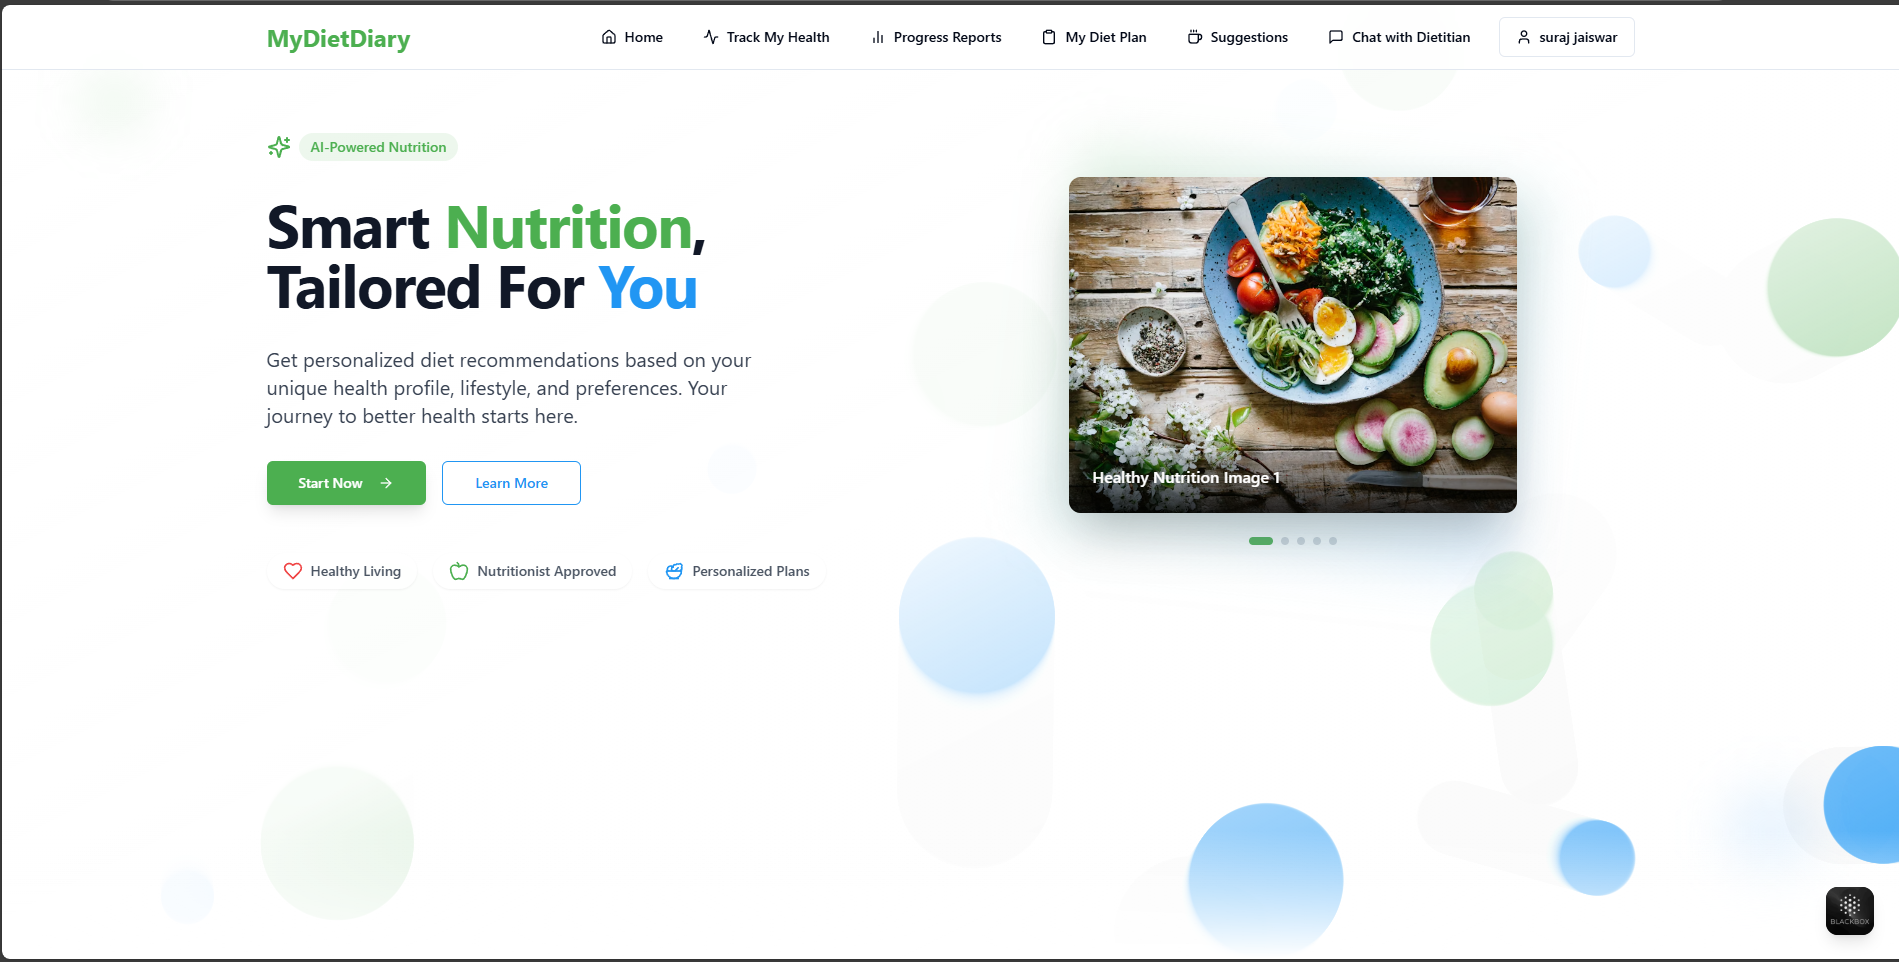 MyDietDiary
Home
Track My Health
Progress Reports
My Diet Plan
Suggestions
Chat with Dietitian
suraj jaiswar
AI-Powered Nutrition
Smart Nutrition,
Tailored For You
Get personalized diet recommendations based on your
unique health profile, lifestyle, and preferences. Your
journey to better health starts here.
Start Now
Learn More
Healthy Living
Nutritionist Approved
Personalized Plans
Healthy Nutrition Image 1
BLACKBOX